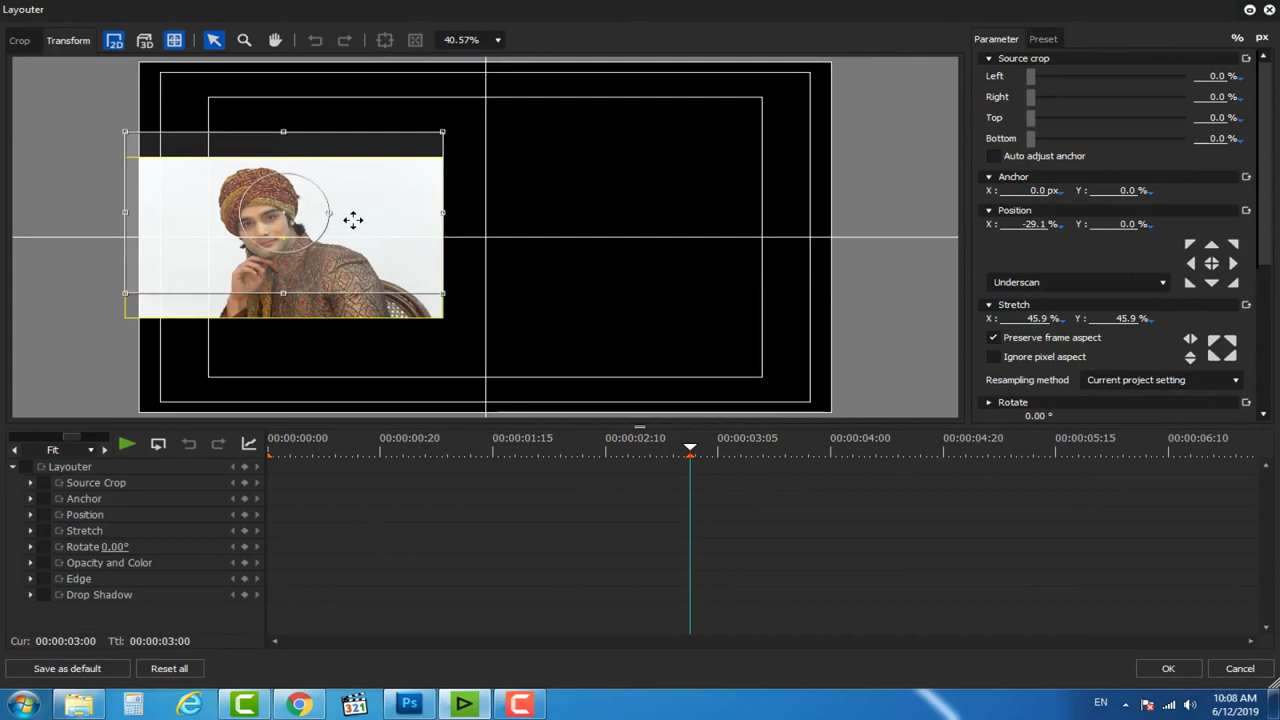 Layouter
Crop Transform 2D 3D 40.57%
Parameter Preset % px
Source crop
Left 0.0 %
Right 0.0 %
Top 0.0 %
Bottom 0.0 %
Auto adjust anchor
Anchor
X : 0.0 px Y : 0.0 %
Position
X : -29.1 % Y : 0.0 %
Underscan
Stretch
X : 45.9 % Y : 45.9 %
Preserve frame aspect
Ignore pixel aspect
Resampling method Current project setting
Rotate
0.00 °
Fit
00:00:00:00 00:00:00:20 00:00:01:15 00:00:02:10 00:00:03:05 00:00:04:00 00:00:04:20 00:00:05:15 00:00:06:10
Layouter
Source Crop
Anchor
Position
Stretch
Rotate 0.00°
Opacity and Color
Edge
Drop Shadow
Cur: 00:00:03:00 Ttl: 00:00:03:00
Save as default Reset all OK Cancel
321 Ps EN 10:08 AM
6/12/2019